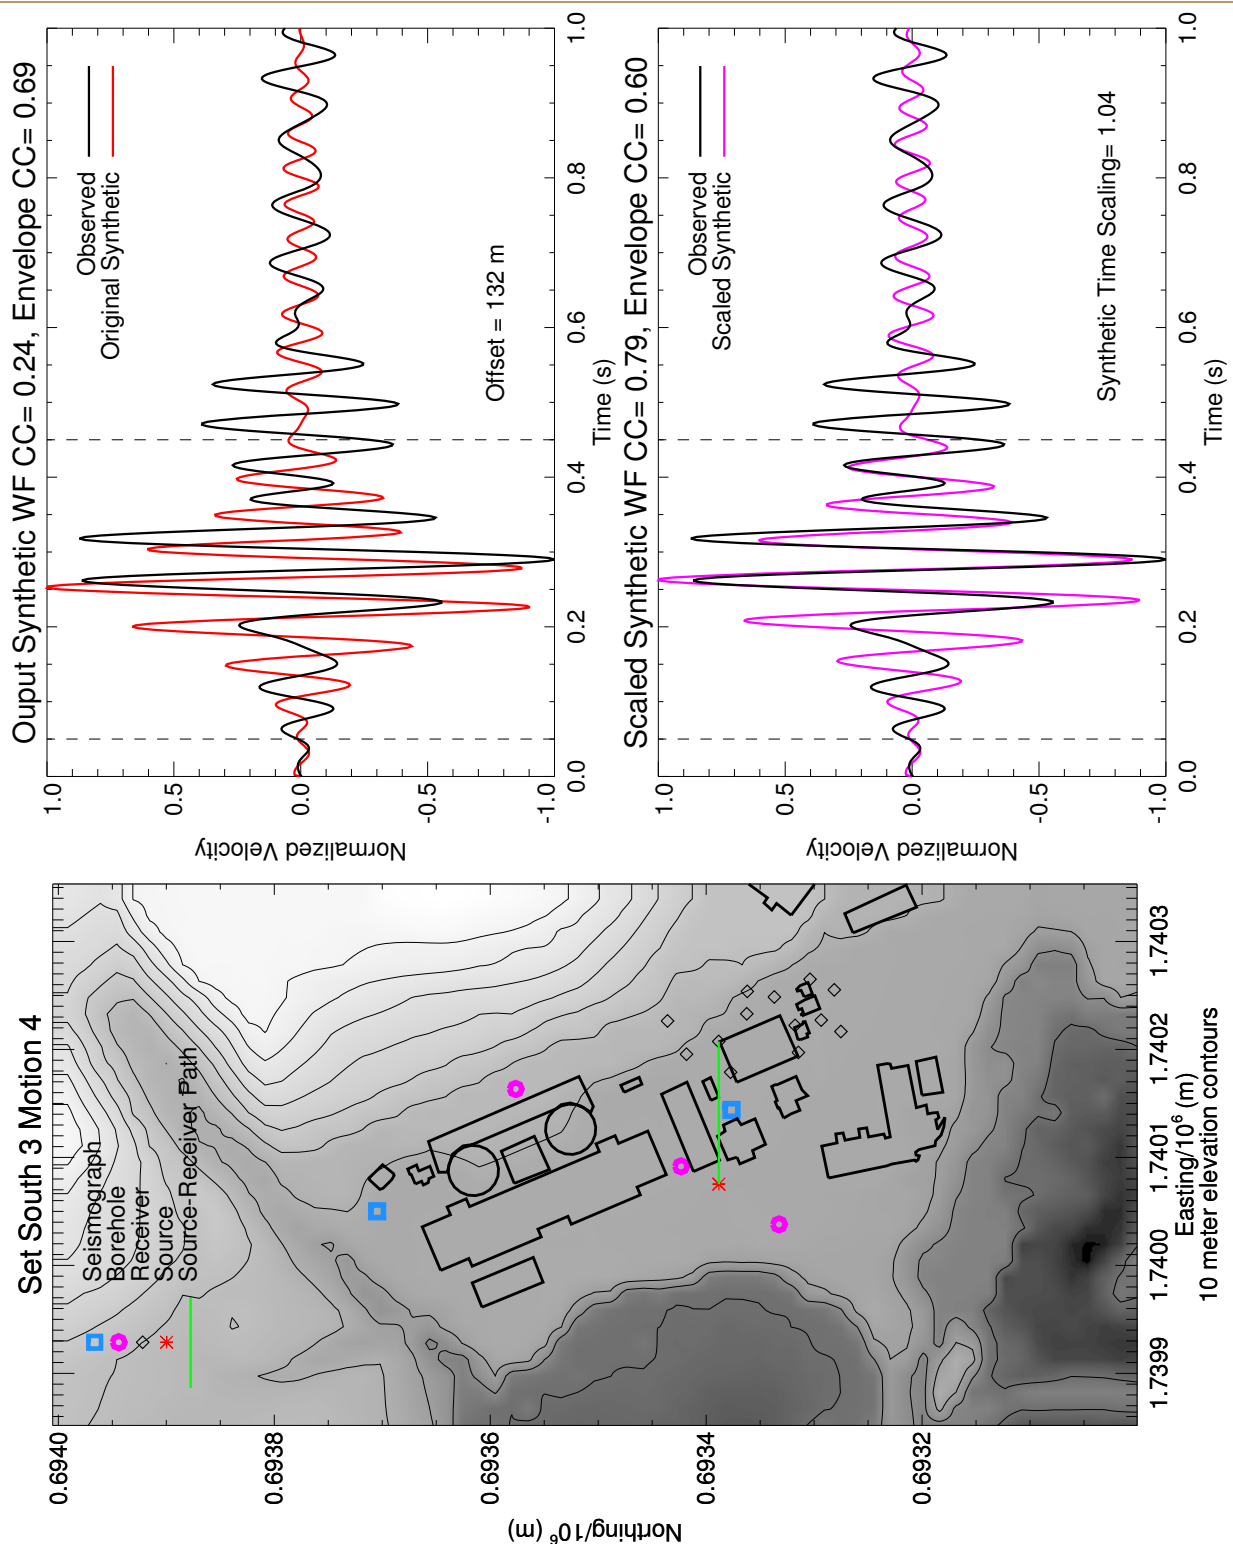 Set South 3 Motion 4
Seismograph
Borehole
Receiver
Source
Source-Receiver Path
0.6940
0.6938
0.6936
0.6934
0.6932
Northing/10⁶ (m)
1.7399
1.7400
1.7401
1.7402
1.7403
Easting/10⁶ (m)
10 meter elevation contours
Ouput Synthetic WF CC= 0.24, Envelope CC= 0.69
Observed
Original Synthetic
Offset = 132 m
1.0
0.5
0.0
-0.5
-1.0
Normalized Velocity
0.0
0.2
0.4
0.6
0.8
1.0
Time (s)
Scaled Synthetic WF CC= 0.79, Envelope CC= 0.60
Observed
Scaled Synthetic
Synthetic Time Scaling= 1.04
1.0
0.5
0.0
-0.5
-1.0
Normalized Velocity
0.0
0.2
0.4
0.6
0.8
1.0
Time (s)